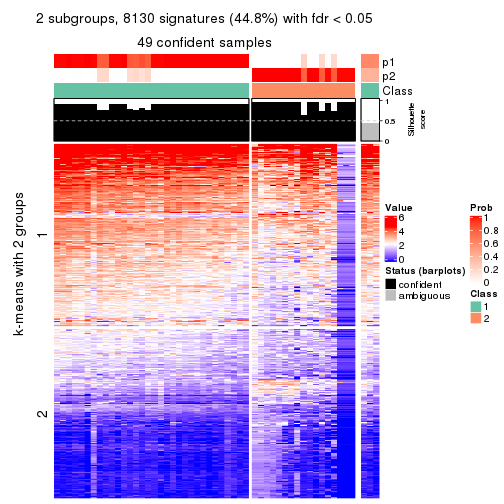 2 subgroups, 8130 signatures (44.8%) with fdr < 0.05
49 confident samples
p1
p2
Class
1
0.5
0
Silhouette
score
k-means with 2 groups
1
2
Value
6
4
2
0
Status (barplots)
confident
ambiguous
Prob
1
0.8
0.6
0.4
0.2
0
Class
1
2